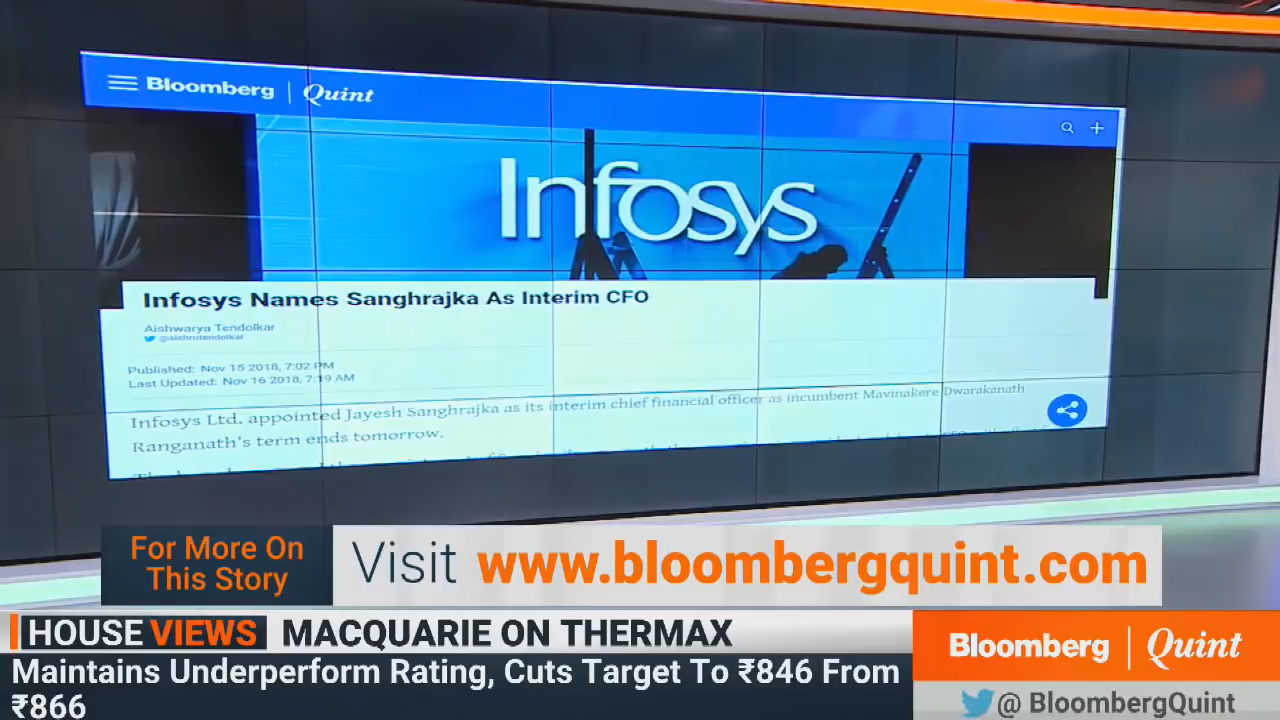 Bloomberg | Quint
Infosys
Infosys Names Sanghrajka As Interim CFO
Aishwarya Tendolkar
@aishrutendolkar
Published: Nov 15 2018, 7:02 PM
Last Updated: Nov 16 2018, 7:19 AM
Infosys Ltd. appointed Jayesh Sanghrajka as its interim chief financial officer as incumbent Mavinakere Dwarakanath
Ranganath's term ends tomorrow.
For More On
This Story
Visit www.bloombergquint.com
HOUSE VIEWS MACQUARIE ON THERMAX
Maintains Underperform Rating, Cuts Target To ₹846 From
₹866
Bloomberg | Quint
@ BloombergQuint